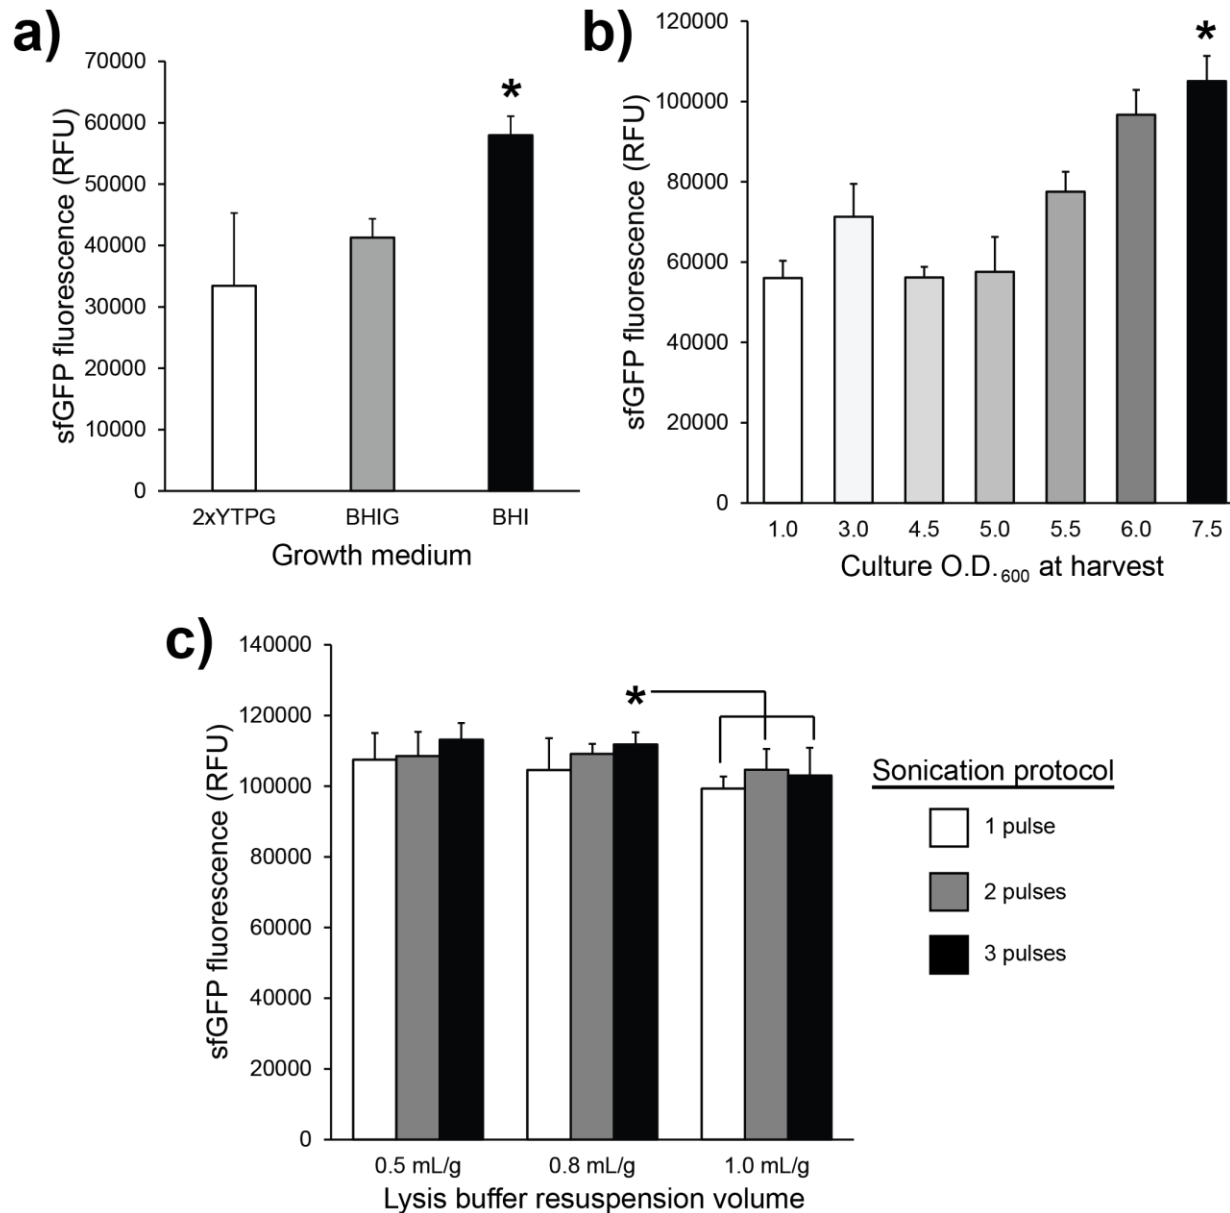 a)
70000
60000
50000
40000
30000
20000
10000
0
sfGFP fluorescence (RFU)
*
2xYTPG BHIG BHI
Growth medium
b)
120000
100000
80000
60000
40000
20000
0
sfGFP fluorescence (RFU)
*
1.0 3.0 4.5 5.0 5.5 6.0 7.5
Culture O.D.600 at harvest
c)
140000
120000
100000
80000
60000
40000
20000
0
sfGFP fluorescence (RFU)
*
0.5 mL/g 0.8 mL/g 1.0 mL/g
Lysis buffer resuspension volume
Sonication protocol
1 pulse
2 pulses
3 pulses